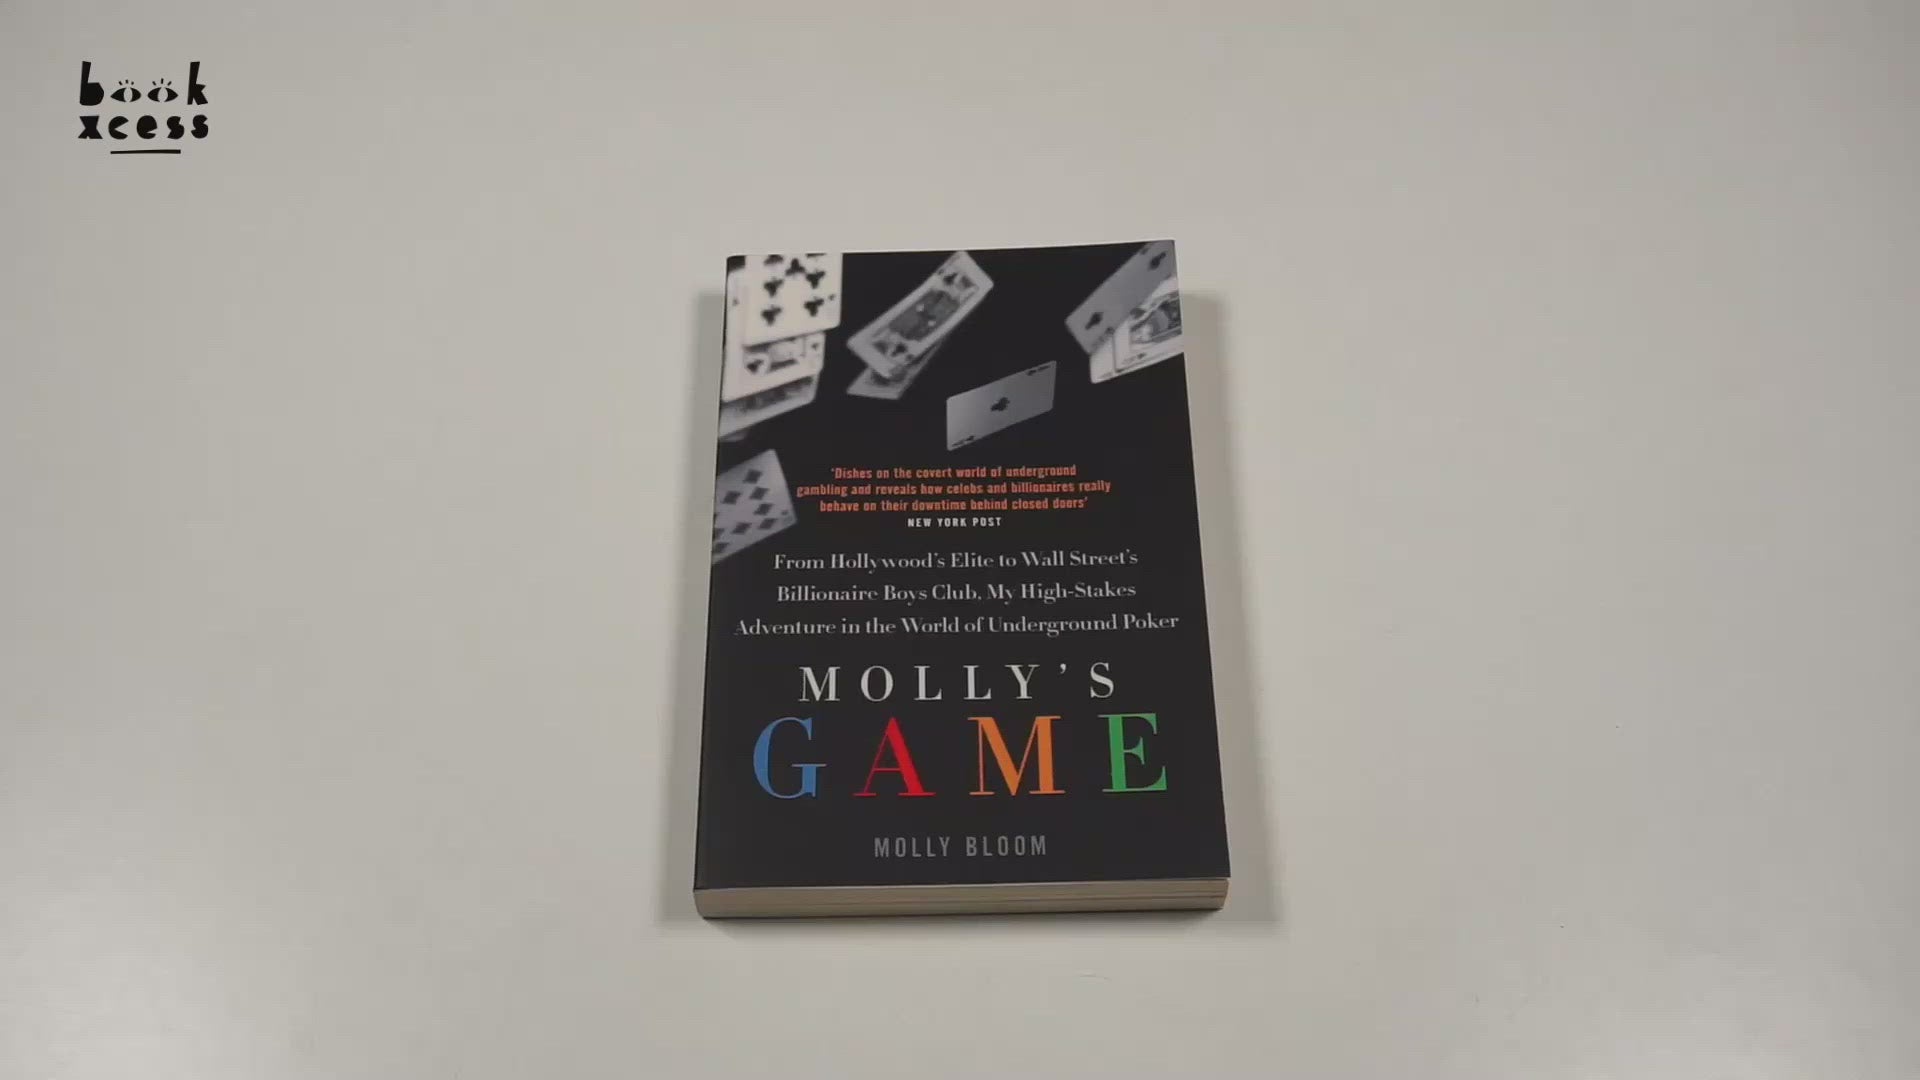 book
xcess
'Dishes on the covert world of underground
gambling and reveals how celebs and billionaires really
behave on their downtime behind closed doors'
NEW YORK POST
From Hollywood's Elite to Wall Street's
Billionaire Boys Club, My High-Stakes
Adventure in the World of Underground Poker
MOLLY'S
GAME
MOLLY BLOOM